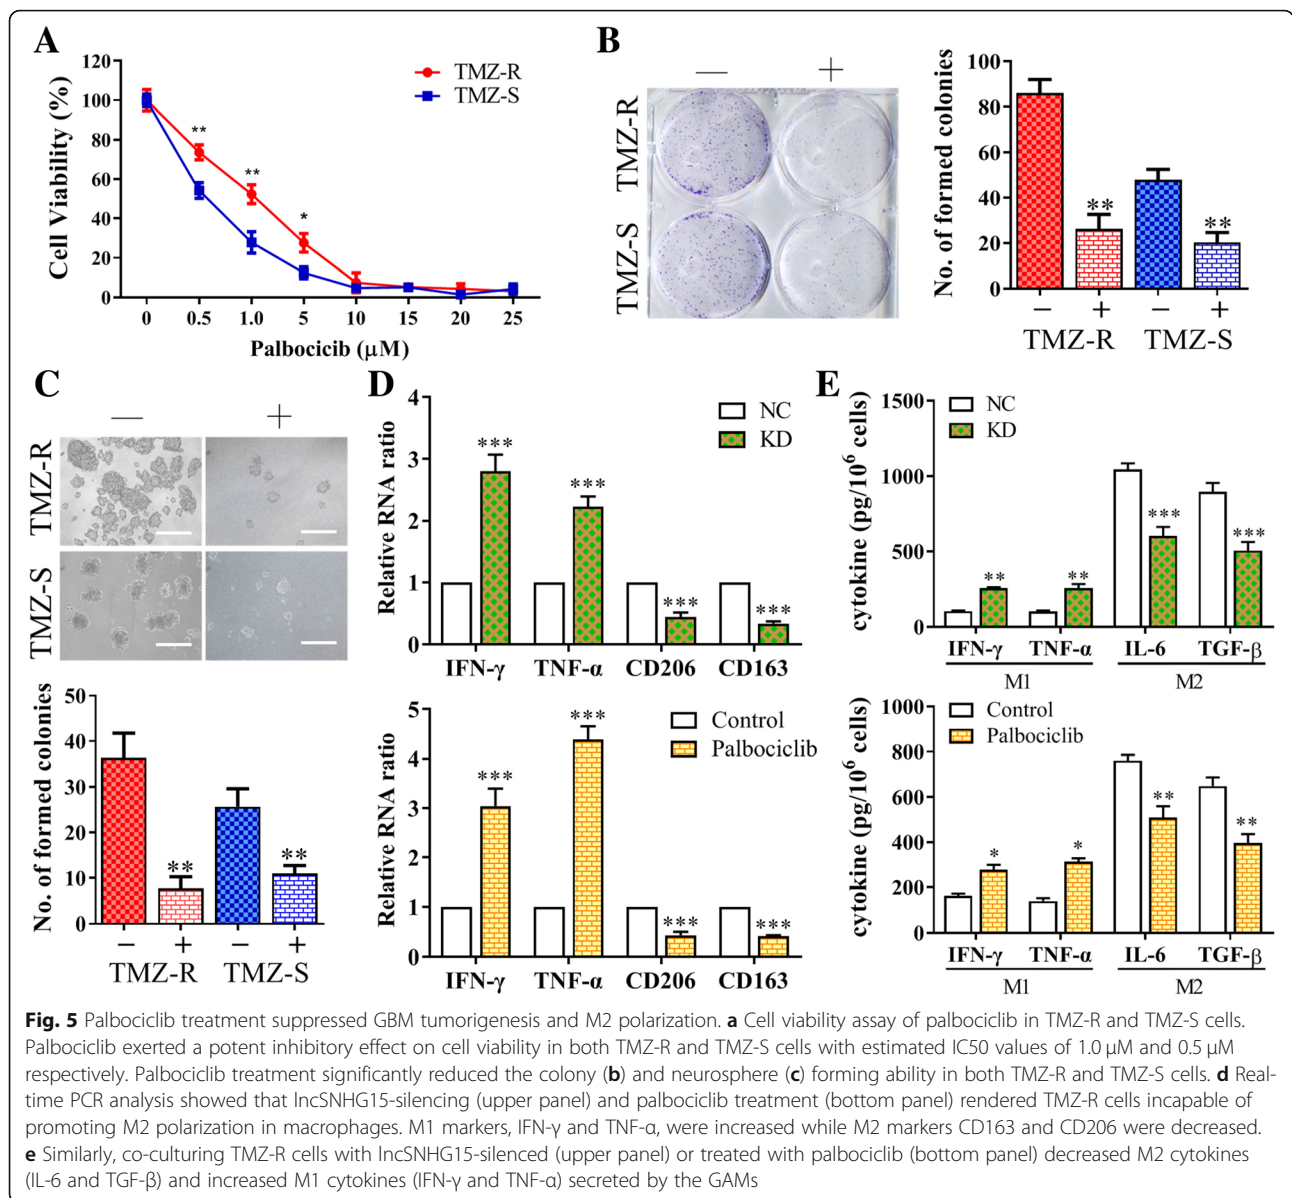 A
120
100
80
60
40
20
0
Cell Viability (%)
TMZ-R
TMZ-S
**
**
*
0 0.5 1.0 5 10 15 20 25
Palbocicib (μM)
B
— +
TMZ-R
TMZ-S
No. of formed colonies
100
80
60
40
20
0
**
**
− + − +
TMZ-R TMZ-S
C
— +
TMZ-R
TMZ-S
No. of formed colonies
50
40
30
20
10
0
**
**
− + − +
TMZ-R TMZ-S
D
Relative RNA ratio
4
3
2
1
0
NC
KD
***
***
***
***
IFN-γ TNF-α CD206 CD163
Relative RNA ratio
5
4
3
2
1
0
Control
Palbociclib
***
***
***
***
IFN-γ TNF-α CD206 CD163
E
cytokine (pg/10⁶ cells)
1500
1000
500
0
NC
KD
**
**
***
***
IFN-γ TNF-α IL-6 TGF-β
M1 M2
cytokine (pg/10⁶ cells)
1000
800
600
400
200
0
Control
Palbociclib
*
*
**
**
IFN-γ TNF-α IL-6 TGF-β
M1 M2
Fig. 5 Palbociclib treatment suppressed GBM tumorigenesis and M2 polarization. a Cell viability assay of palbociclib in TMZ-R and TMZ-S cells.
Palbociclib exerted a potent inhibitory effect on cell viability in both TMZ-R and TMZ-S cells with estimated IC50 values of 1.0 μM and 0.5 μM
respectively. Palbociclib treatment significantly reduced the colony (b) and neurosphere (c) forming ability in both TMZ-R and TMZ-S cells. d Real-
time PCR analysis showed that lncSNHG15-silencing (upper panel) and palbociclib treatment (bottom panel) rendered TMZ-R cells incapable of
promoting M2 polarization in macrophages. M1 markers, IFN-γ and TNF-α, were increased while M2 markers CD163 and CD206 were decreased.
e Similarly, co-culturing TMZ-R cells with lncSNHG15-silenced (upper panel) or treated with palbociclib (bottom panel) decreased M2 cytokines
(IL-6 and TGF-β) and increased M1 cytokines (IFN-γ and TNF-α) secreted by the GAMs